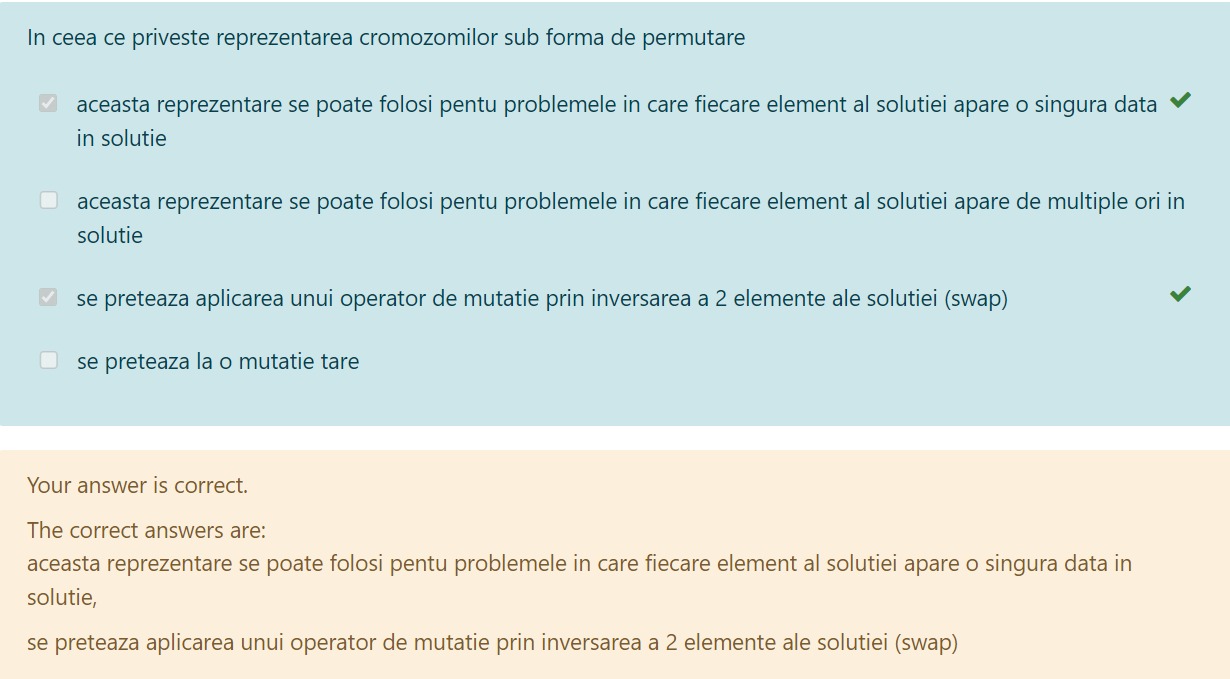 In ceea ce priveste reprezentarea cromozomilor sub forma de permutare
aceasta reprezentare se poate folosi pentu problemele in care fiecare element al solutiei apare o singura data
in solutie
aceasta reprezentare se poate folosi pentu problemele in care fiecare element al solutiei apare de multiple ori in
solutie
se preteaza aplicarea unui operator de mutatie prin inversarea a 2 elemente ale solutiei (swap)
se preteaza la o mutatie tare
Your answer is correct.
The correct answers are:
aceasta reprezentare se poate folosi pentu problemele in care fiecare element al solutiei apare o singura data in
solutie,
se preteaza aplicarea unui operator de mutatie prin inversarea a 2 elemente ale solutiei (swap)